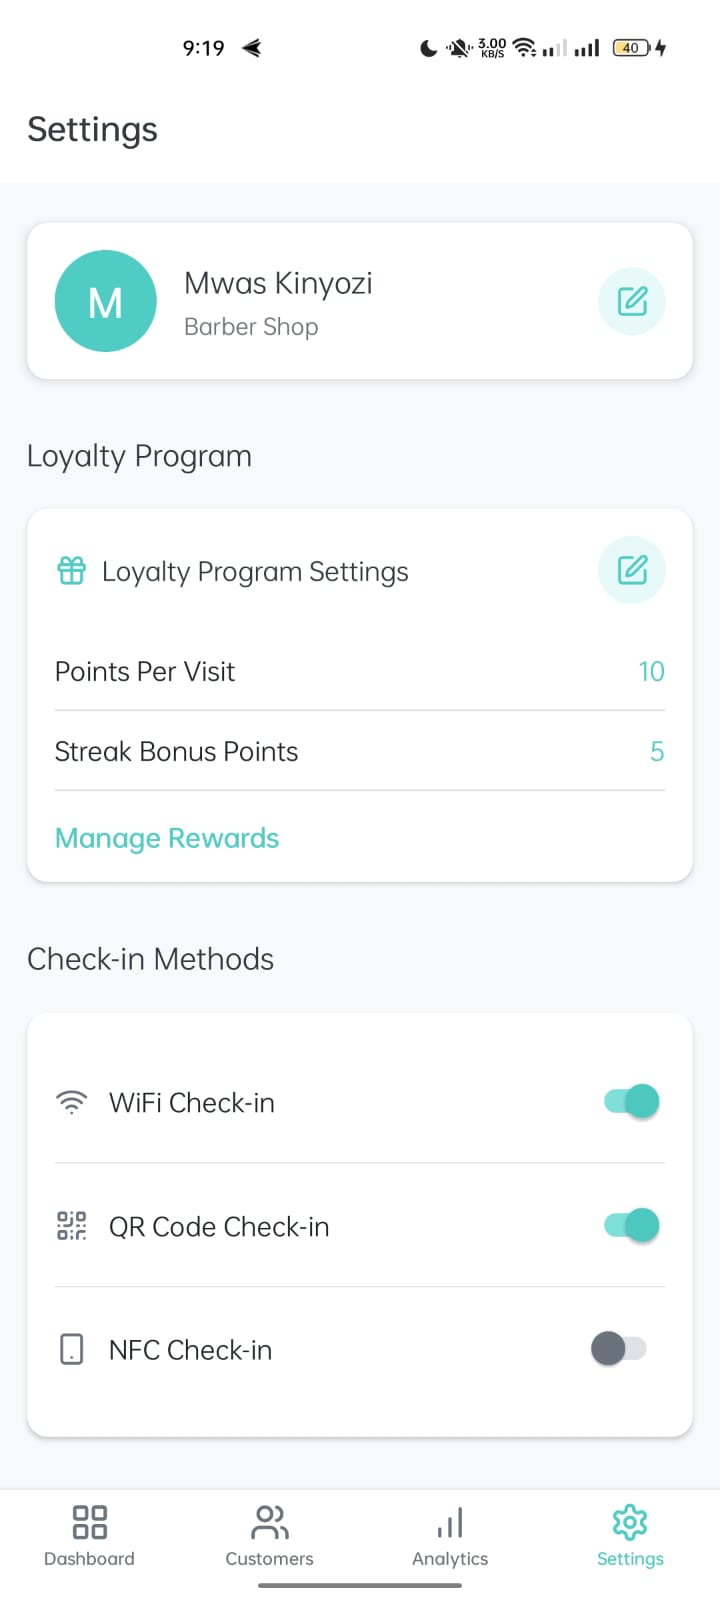 9:19
3.00
KB/S
40
Settings
M
Mwas Kinyozi
Barber Shop
Loyalty Program
Loyalty Program Settings
Points Per Visit 10
Streak Bonus Points 5
Manage Rewards
Check-in Methods
WiFi Check-in
QR Code Check-in
NFC Check-in
Dashboard Customers Analytics Settings